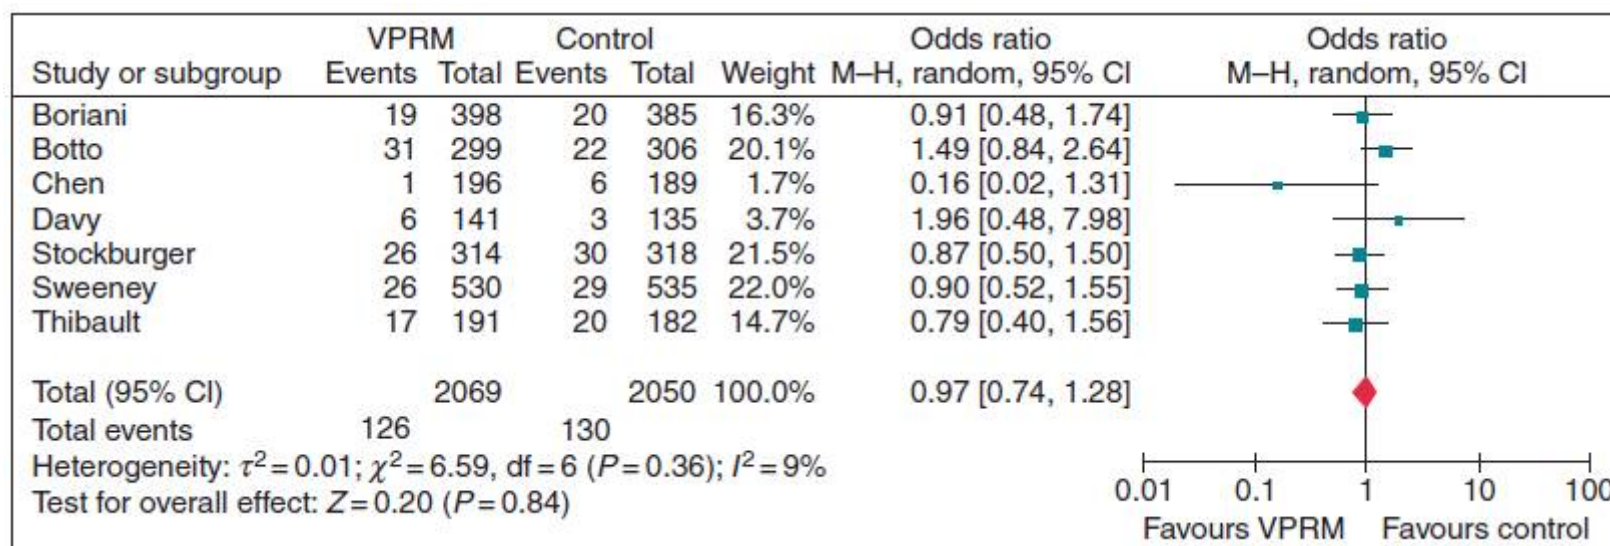 VPRM Control Odds ratio Odds ratio
Study or subgroup Events Total Events Total Weight M–H, random, 95% CI M–H, random, 95% CI
Boriani 19 398 20 385 16.3% 0.91 [0.48, 1.74]
Botto 31 299 22 306 20.1% 1.49 [0.84, 2.64]
Chen 1 196 6 189 1.7% 0.16 [0.02, 1.31]
Davy 6 141 3 135 3.7% 1.96 [0.48, 7.98]
Stockburger 26 314 30 318 21.5% 0.87 [0.50, 1.50]
Sweeney 26 530 29 535 22.0% 0.90 [0.52, 1.55]
Thibault 17 191 20 182 14.7% 0.79 [0.40, 1.56]
Total (95% CI) 2069 2050 100.0% 0.97 [0.74, 1.28]
Total events 126 130
Heterogeneity: τ²=0.01; χ²=6.59, df=6 (P=0.36); I²=9%
Test for overall effect: Z=0.20 (P=0.84)
0.01 0.1 1 10 100
Favours VPRM Favours control